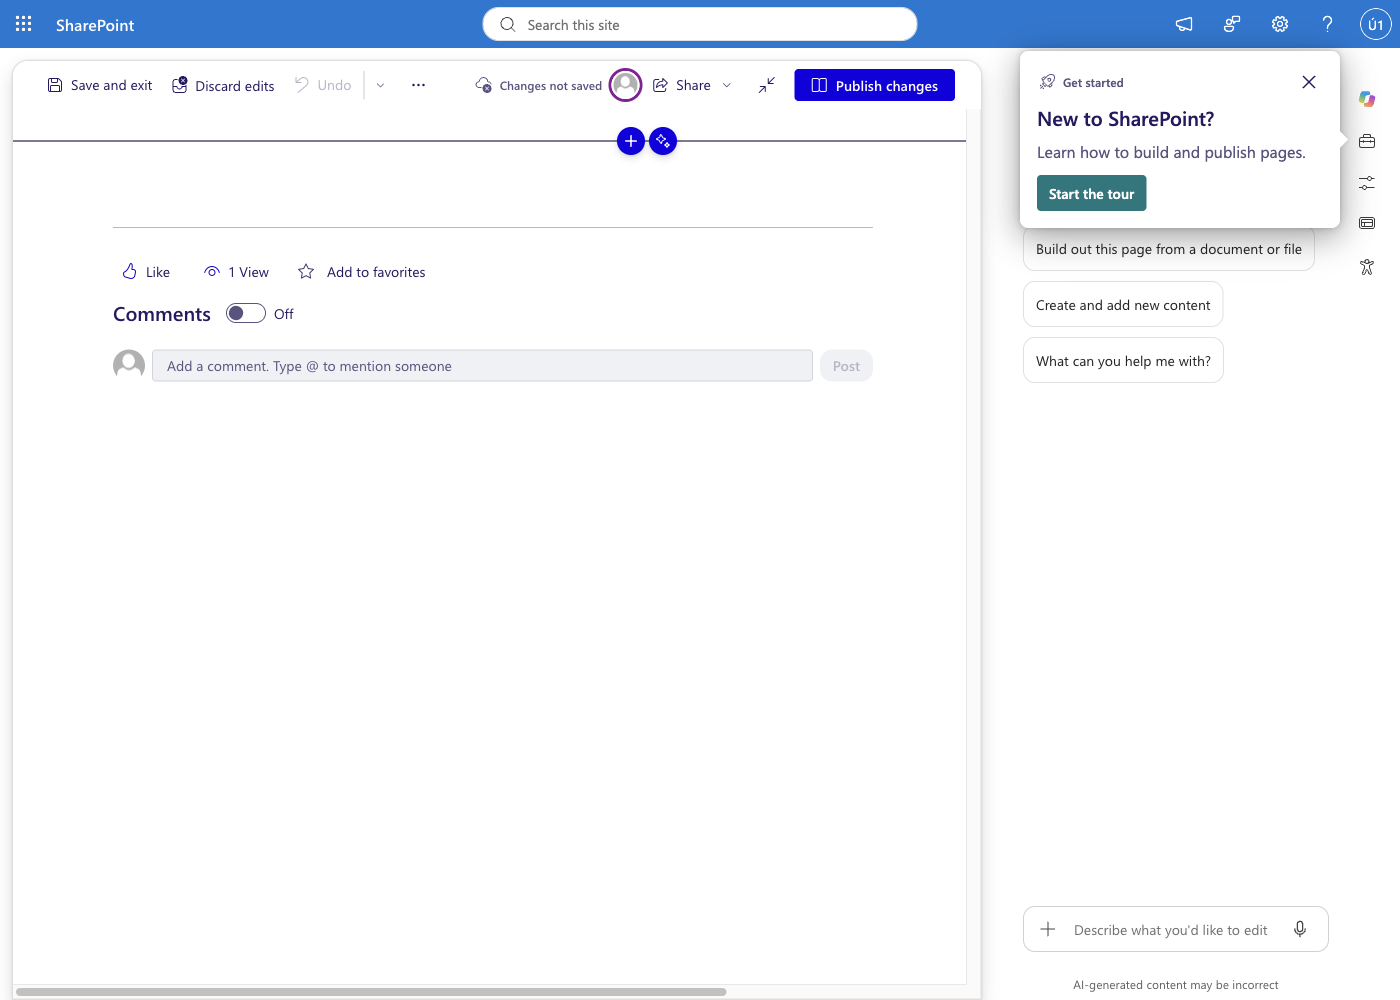 SharePoint
Search this site
Ú1
Save and exit
Discard edits
Undo
Changes not saved
Share
Publish changes
Get started
New to SharePoint?
Learn how to build and publish pages.
Start the tour
Build out this page from a document or file
Create and add new content
What can you help me with?
Like
1 View
Add to favorites
Comments
Off
Add a comment. Type @ to mention someone
Post
Describe what you'd like to edit
AI-generated content may be incorrect